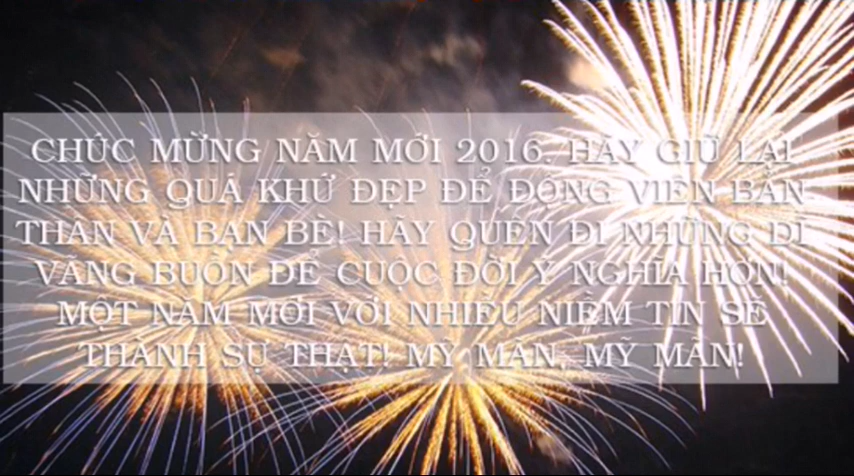 CHÚC MỪNG NĂM MỚI 2016. HÃY GIỮ LẠI
NHỮNG QUÁ KHỨ ĐẸP ĐỂ ĐỘNG VIÊN BẢN
THÂN VÀ BẠN BÈ! HÃY QUÊN ĐI NHỮNG DĨ
VÃNG BUỒN ĐỂ CUỘC ĐỜI Ý NGHĨA HƠN!
MỘT NĂM MỚI VỚI NHIỀU NIỀM TIN SẼ
THÀNH SỰ THẬT! MỸ MÃN, MỸ MÃN!